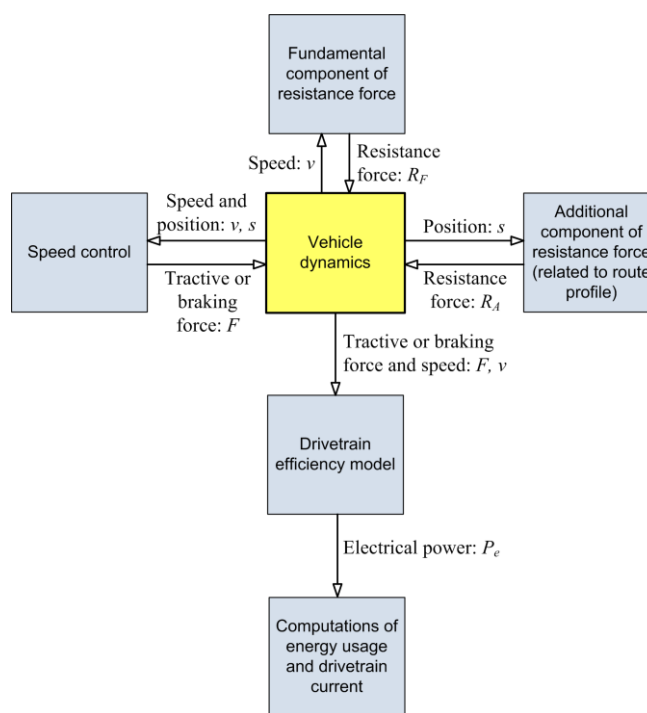 Fundamental
component of
resistance force
Speed: v
Resistance
force: R_F
Speed and
position: v, s
Speed control
Tractive or
braking
force: F
Vehicle
dynamics
Position: s
Resistance
force: R_A
Additional
component of
resistance force
(related to route
profile)
Tractive or braking
force and speed: F, v
Drivetrain
efficiency model
Electrical power: P_e
Computations of
energy usage
and drivetrain
current